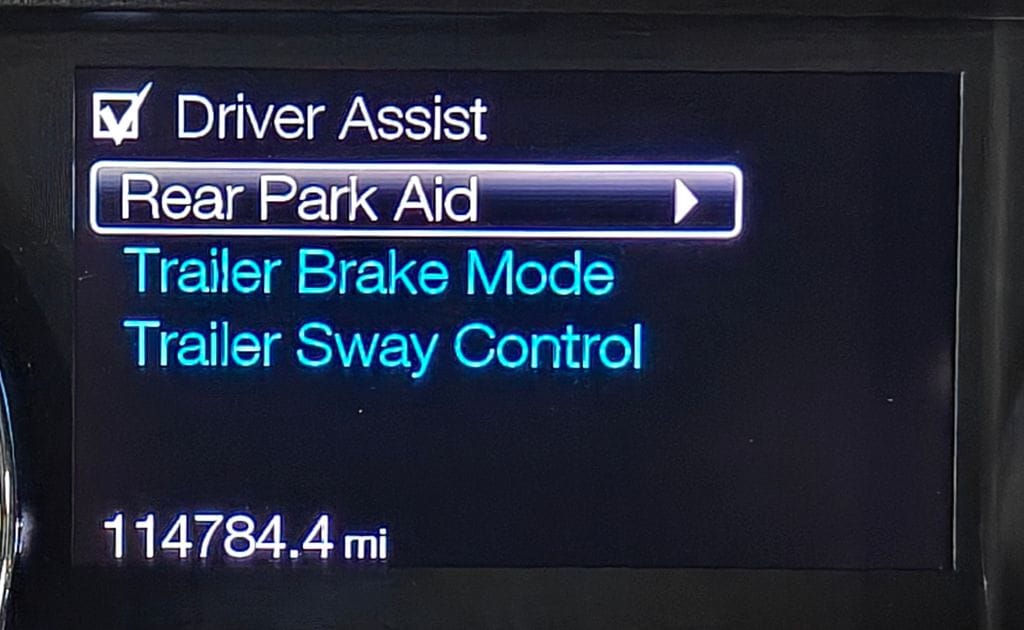 Driver Assist
Rear Park Aid
Trailer Brake Mode
Trailer Sway Control
114784.4 mi